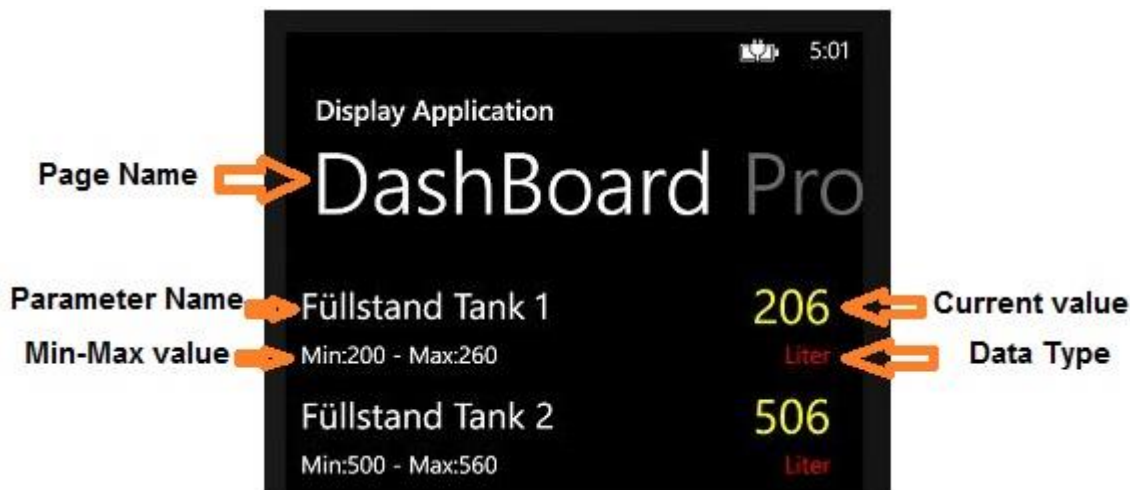 5:01
Display Application
Page Name
DashBoard Pro
Parameter Name
Füllstand Tank 1
206
Current value
Min-Max value
Min:200 - Max:260
Liter
Data Type
Füllstand Tank 2
506
Min:500 - Max:560
Liter